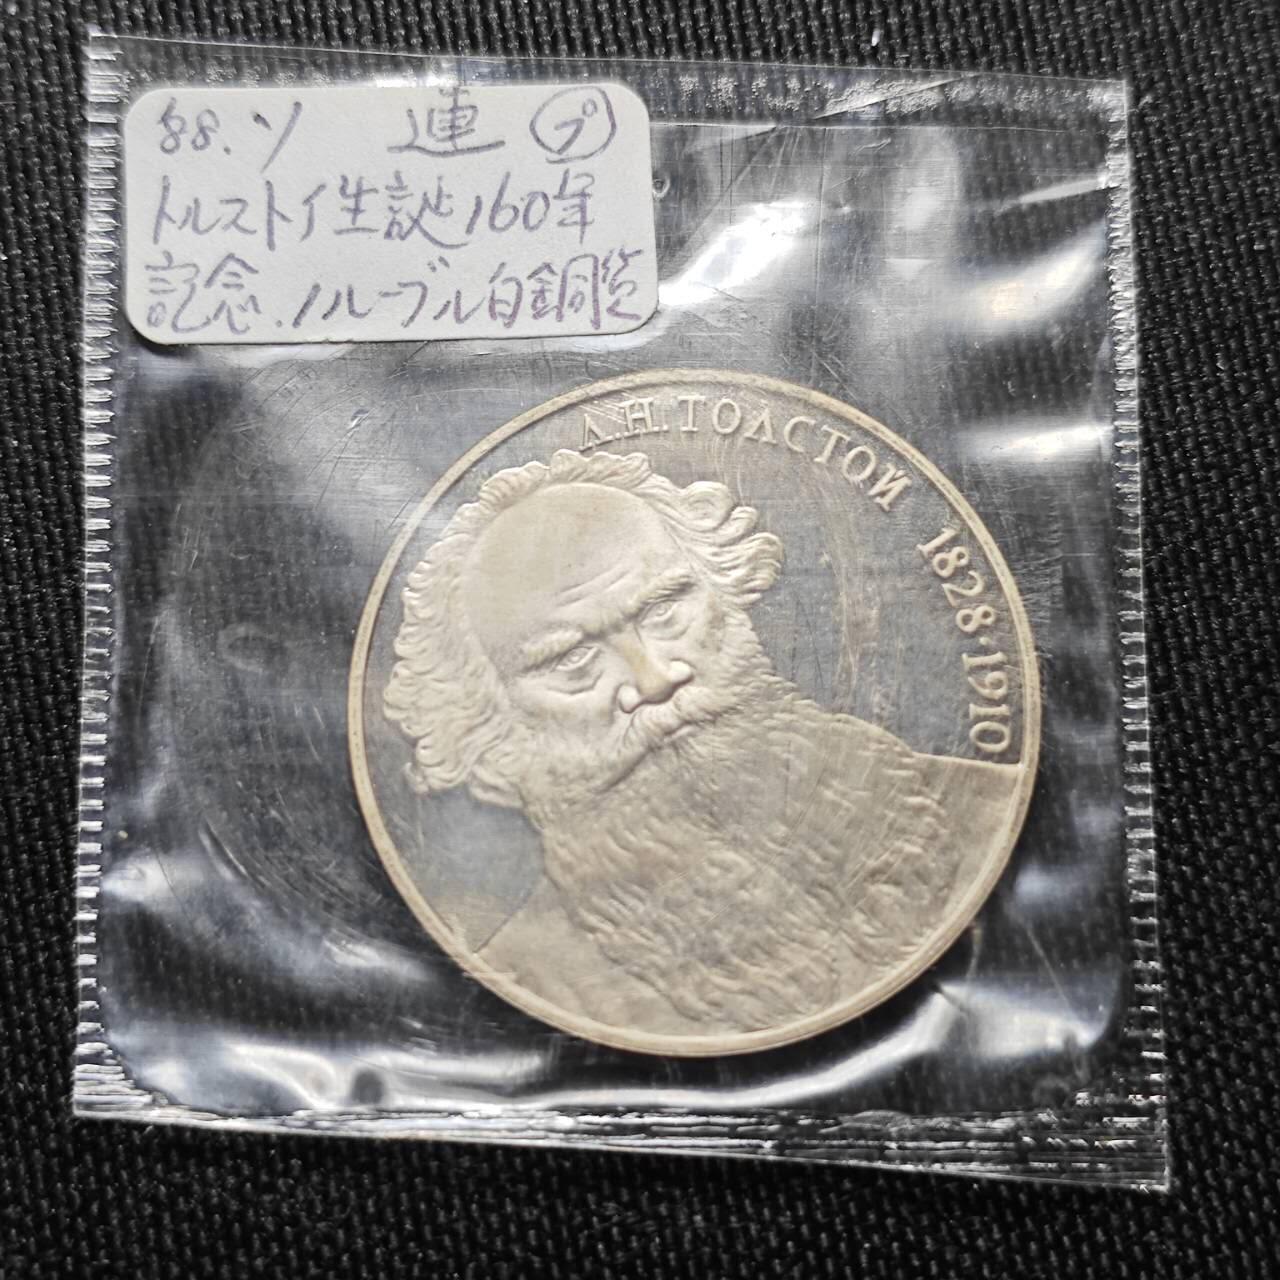 88.ソ 連 プ
トルストイ生誕160年
記念.1ルーブル白銅貨
Л.Н.ТОЛСТОЙ 1828·1910